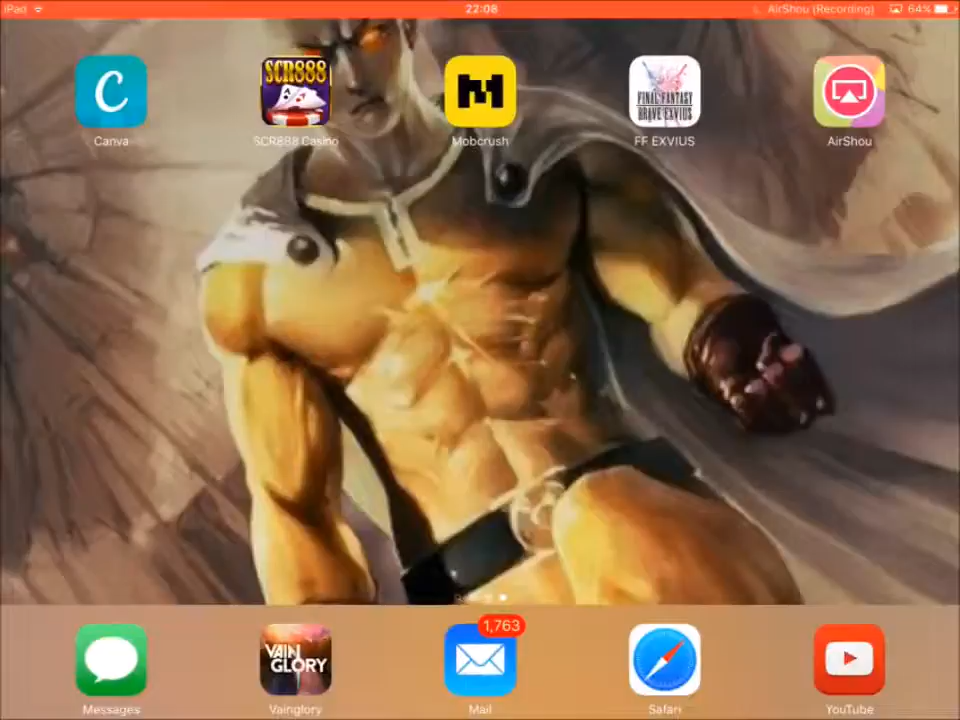 iPad 22:08 AirShou (Recording) 64%
C SCR888 M FINAL FANTASY BRAVE EXVIUS
Canva SCR888 Casino Mobcrush FF EXVIUS AirShou
1,763
VAIN GLORY
Messages Vainglory Mail Safari YouTube